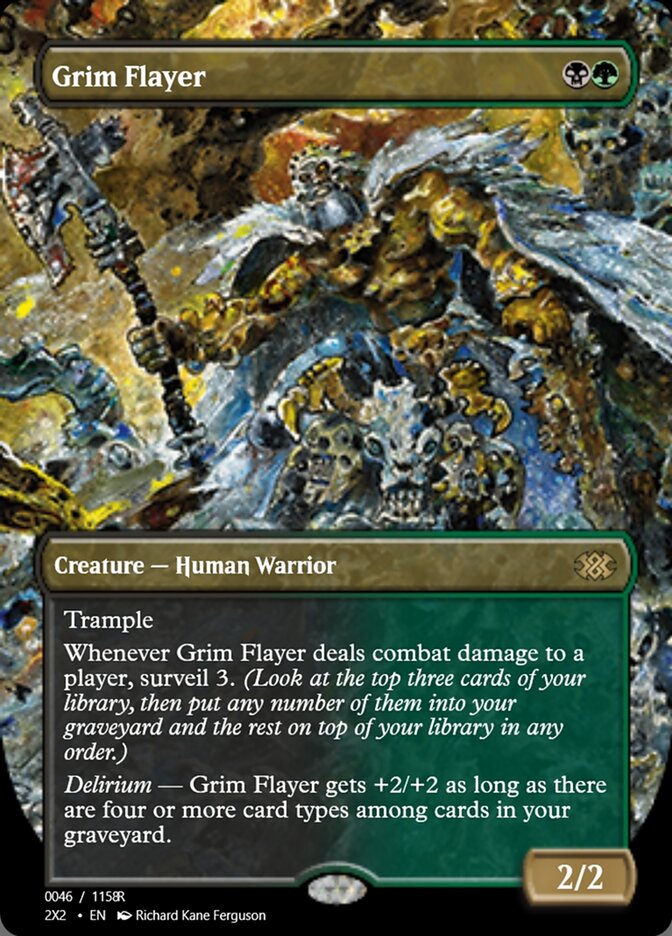 Grim Flayer
Creature — Human Warrior
Trample
Whenever Grim Flayer deals combat damage to a
player, surveil 3. (Look at the top three cards of your
library, then put any number of them into your
graveyard and the rest on top of your library in any
order.)
Delirium — Grim Flayer gets +2/+2 as long as there
are four or more card types among cards in your
graveyard.
2/2
0046 / 1158R
2X2 • EN Richard Kane Ferguson